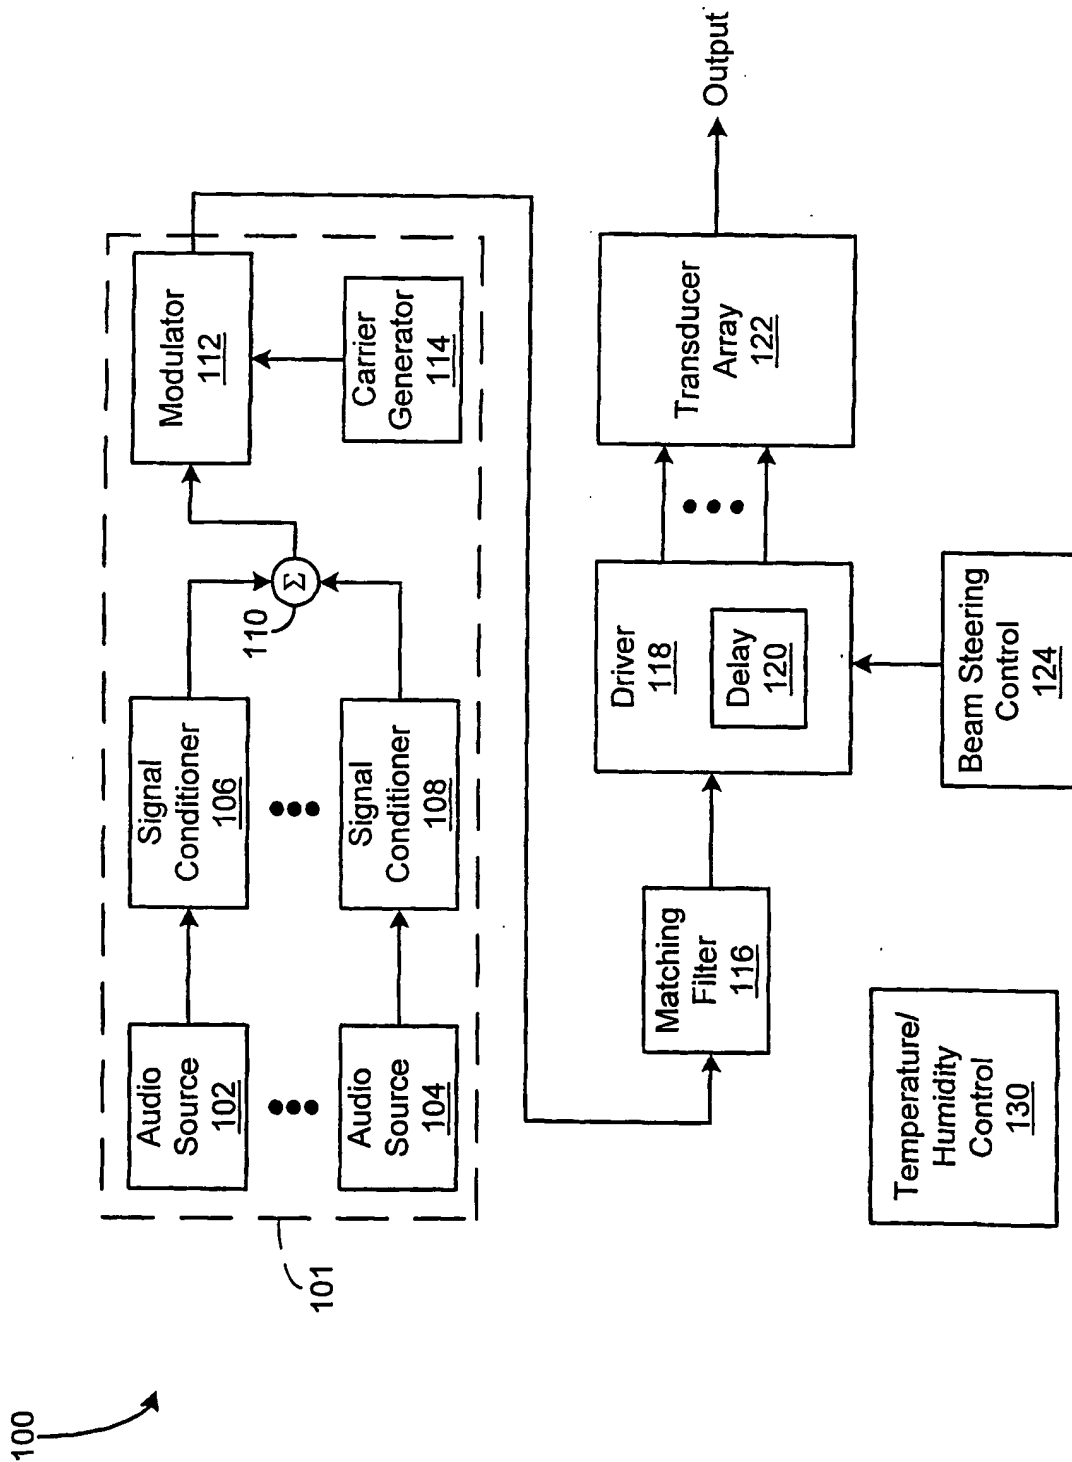 100
101
Audio
Source
102
Audio
Source
104
Signal
Conditioner
106
Signal
Conditioner
108
110
Σ
Modulator
112
Carrier
Generator
114
Matching
Filter
116
Driver
118
Delay
120
Transducer
Array
122
Output
Beam Steering
Control
124
Temperature/
Humidity
Control
130